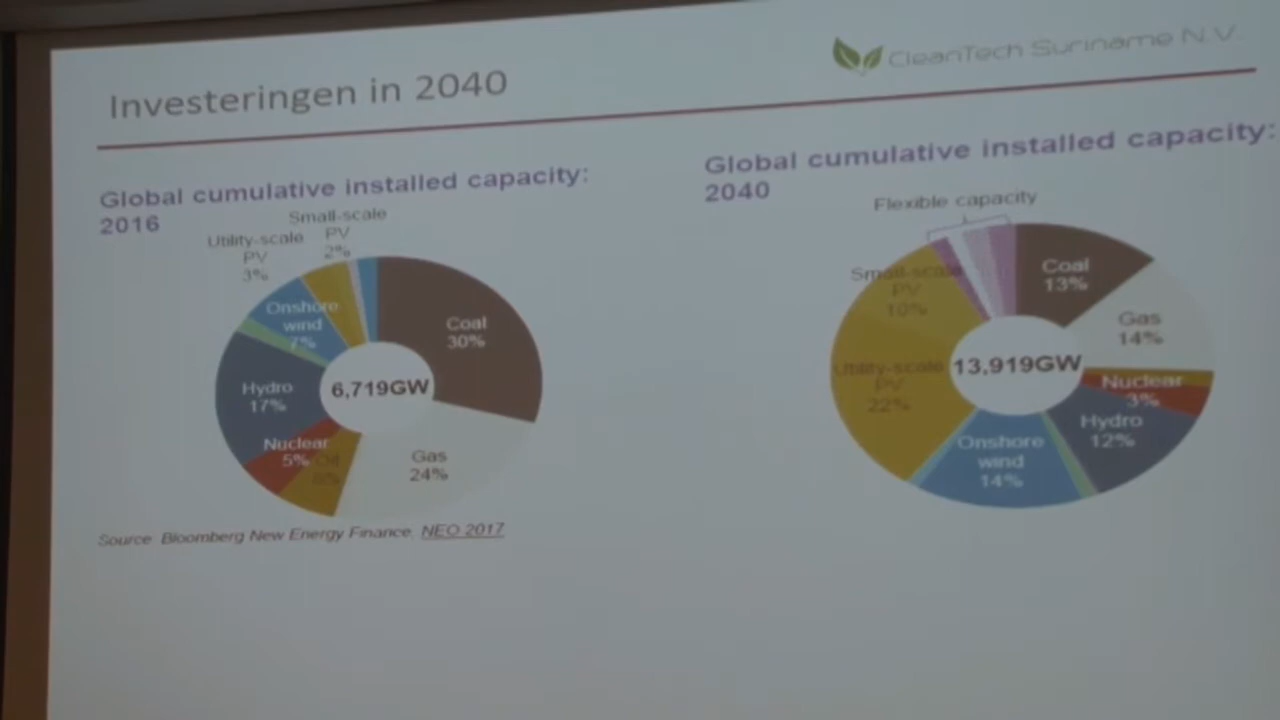 Investeringen in 2040
CleanTech Suriname N.V.
Global cumulative installed capacity:
2016
Small-scale
PV
2%
Utility-scale
PV
3%
Onshore
wind
7%
Coal
30%
6,719GW
Hydro
17%
Nuclear
5%
Oil
6%
Gas
24%
Source: Bloomberg New Energy Finance. NEO 2017
Global cumulative installed capacity:
2040
Flexible capacity
Small-scale
PV
10%
Coal
13%
Gas
14%
13,919GW
Utility-scale
PV
22%
Nuclear
3%
Hydro
12%
Onshore
wind
14%